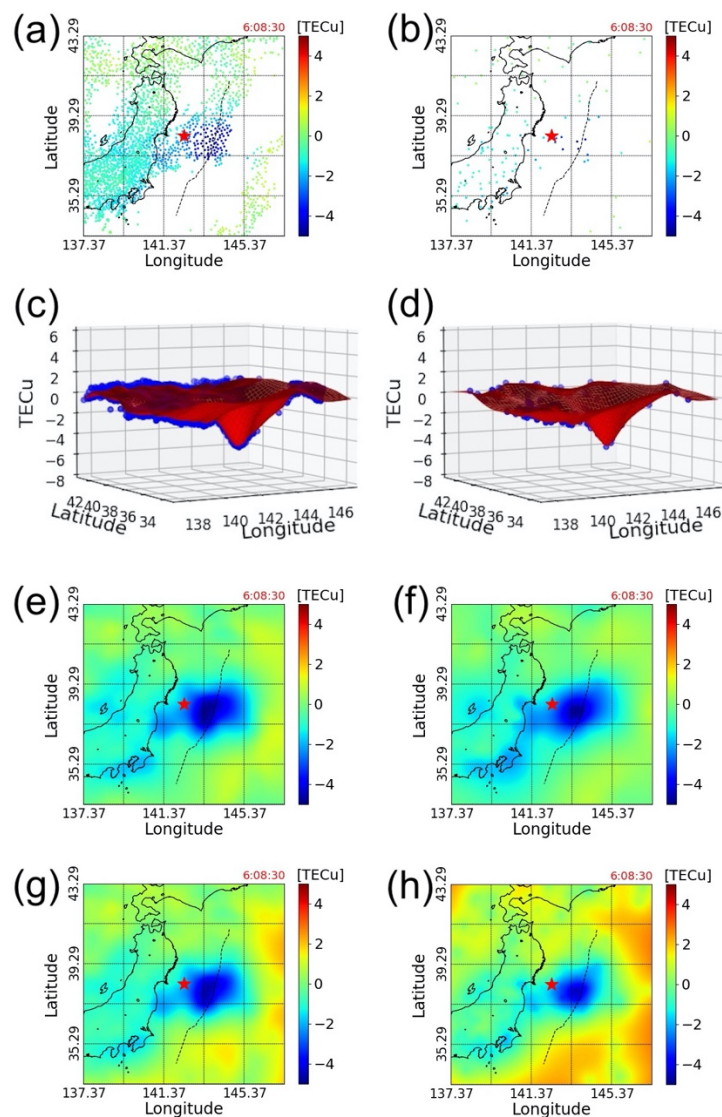 (a)
6:08:30
[TECu]
43.29
39.29
35.29
Latitude
137.37
141.37
145.37
Longitude
4
2
0
−2
−4
(b)
6:08:30
[TECu]
43.29
39.29
35.29
Latitude
137.37
141.37
145.37
Longitude
4
2
0
−2
−4
(c)
6
4
2
0
−2
−4
−6
−8
TECu
42 40 38 36 34
Latitude
138 140 142 144 146
Longitude
(d)
6
4
2
0
−2
−4
−6
−8
TECu
42 40 38 36 34
Latitude
138 140 142 144 146
Longitude
(e)
6:08:30
[TECu]
43.29
39.29
35.29
Latitude
137.37
141.37
145.37
Longitude
4
2
0
−2
−4
(f)
6:08:30
[TECu]
43.29
39.29
35.29
Latitude
137.37
141.37
145.37
Longitude
4
2
0
−2
−4
(g)
6:08:30
[TECu]
43.29
39.29
35.29
Latitude
137.37
141.37
145.37
Longitude
4
2
0
−2
−4
(h)
6:08:30
[TECu]
43.29
39.29
35.29
Latitude
137.37
141.37
145.37
Longitude
4
2
0
−2
−4